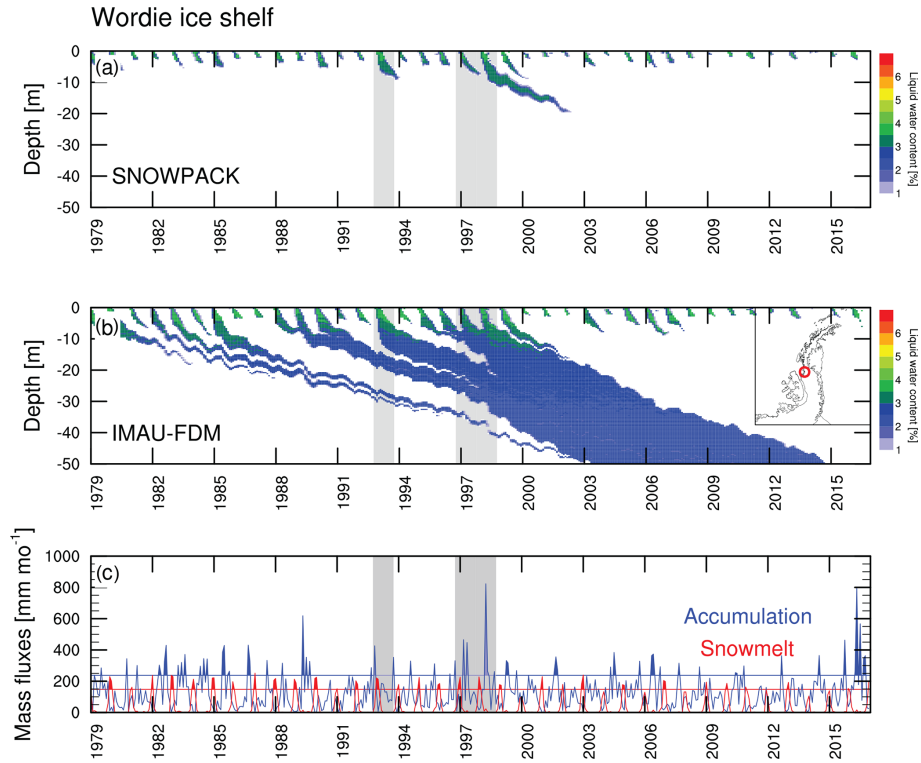 Wordie ice shelf
(a)
Depth [m]
0
-10
-20
-30
-40
-50
SNOWPACK
1979 1982 1985 1988 1991 1994 1997 2000 2003 2006 2009 2012 2015
6
5
4
3
2
1
Liquid water content [%]
(b)
Depth [m]
0
-10
-20
-30
-40
-50
IMAU-FDM
1979 1982 1985 1988 1991 1994 1997 2000 2003 2006 2009 2012 2015
6
5
4
3
2
1
Liquid water content [%]
(c)
Mass fluxes [mm mo⁻¹]
1000
800
600
400
200
0
Accumulation
Snowmelt
1979 1982 1985 1988 1991 1994 1997 2000 2003 2006 2009 2012 2015